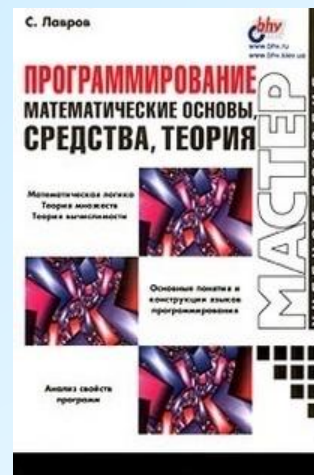 С. Лавров
bhv
www.bhv.ru
www.bhv.kiev.ua
ПРОГРАММИРОВАНИЕ
МАТЕМАТИЧЕСКИЕ ОСНОВЫ,
СРЕДСТВА, ТЕОРИЯ
МАСТЕР
Математическая логика
Теория множеств
Теория вычислимости
Основные понятия и
конструкции языков
программирования
Анализ свойств
программ